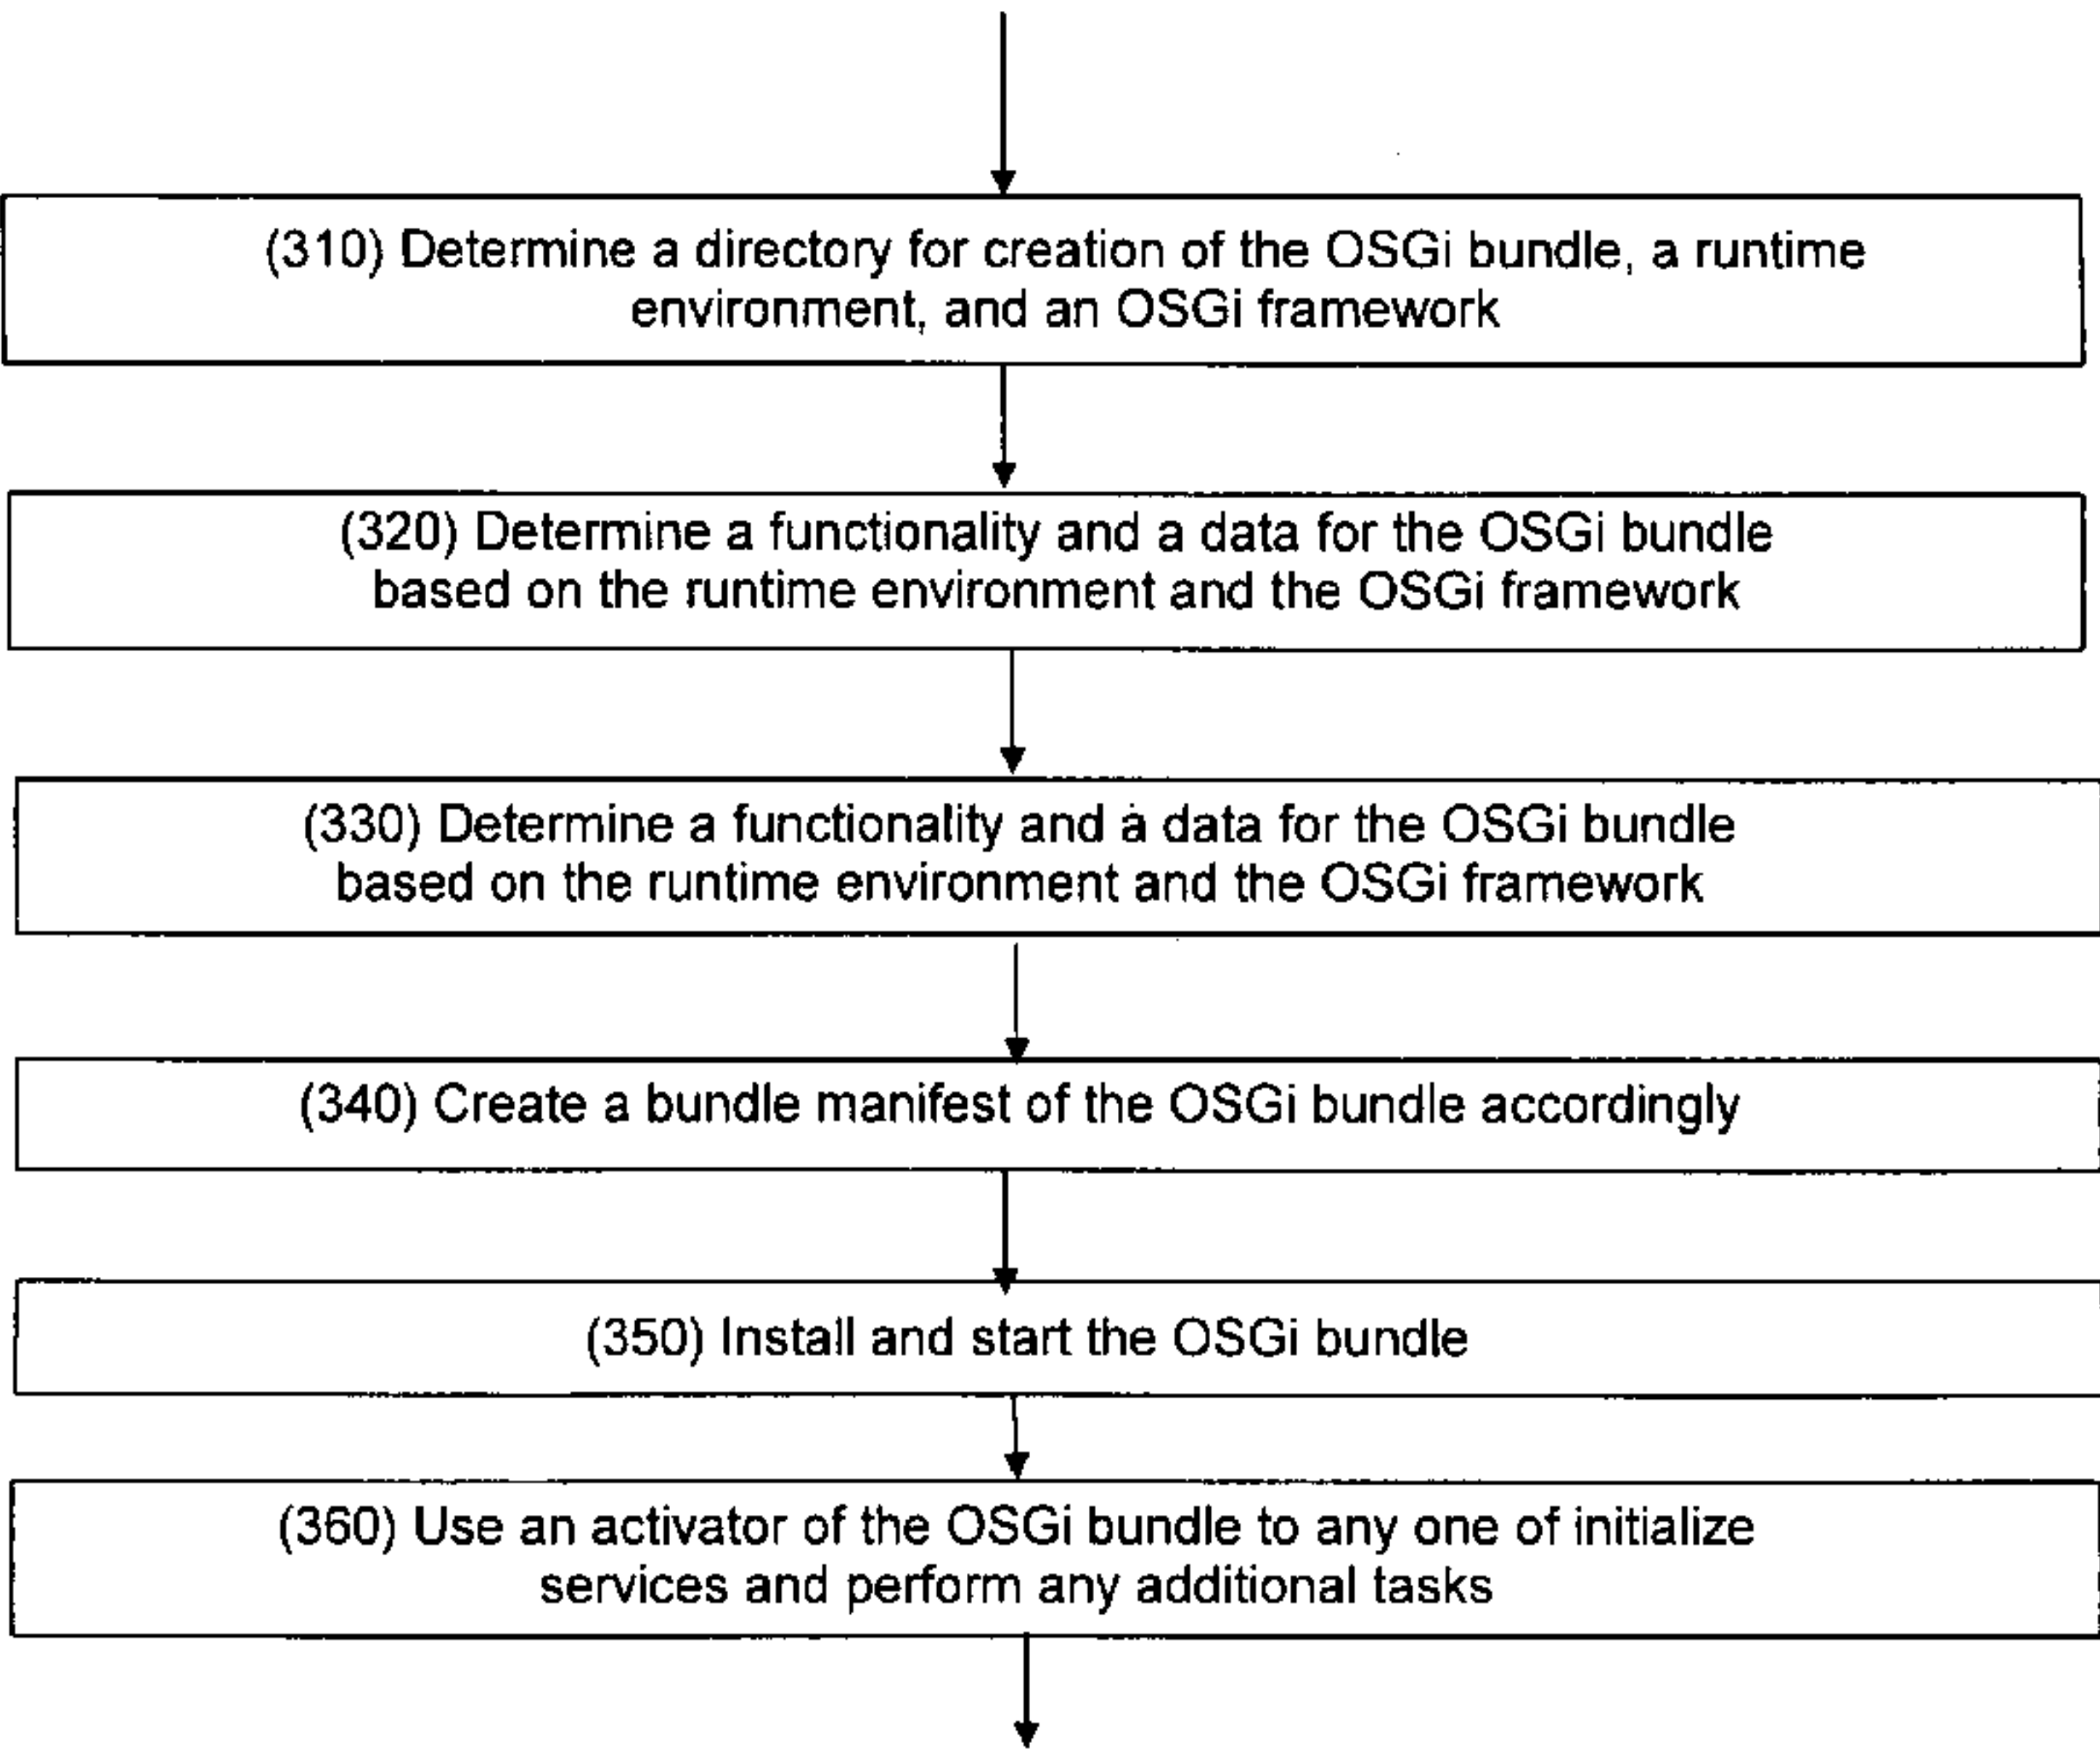 (310) Determine a directory for creation of the OSGi bundle, a runtime
environment, and an OSGi framework
(320) Determine a functionality and a data for the OSGi bundle
based on the runtime environment and the OSGi framework
(330) Determine a functionality and a data for the OSGi bundle
based on the runtime environment and the OSGi framework
(340) Create a bundle manifest of the OSGi bundle accordingly
(350) Install and start the OSGi bundle
(360) Use an activator of the OSGi bundle to any one of initialize
services and perform any additional tasks